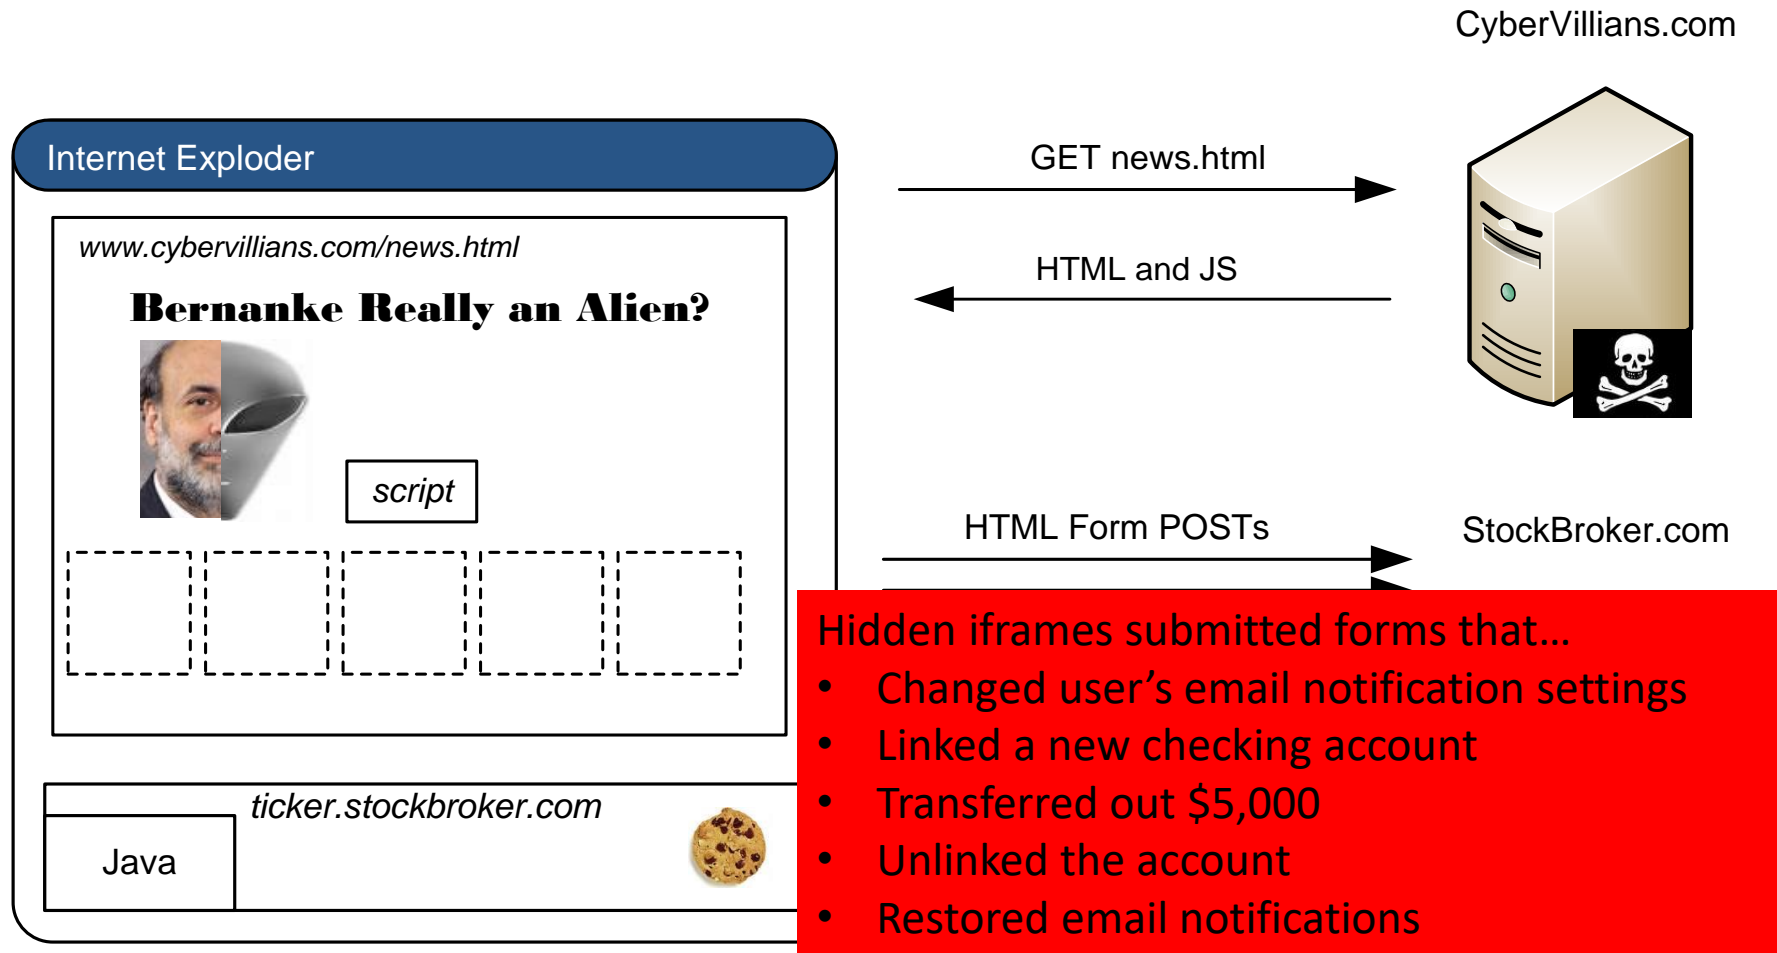 CyberVillians.com
Internet Exploder
GET news.html
www.cybervillians.com/news.html
HTML and JS
Bernanke Really an Alien?
script
HTML Form POSTs
StockBroker.com
Hidden iframes submitted forms that...
• Changed user’s email notification settings
• Linked a new checking account
• Transferred out $5,000
• Unlinked the account
• Restored email notifications
ticker.stockbroker.com
Java